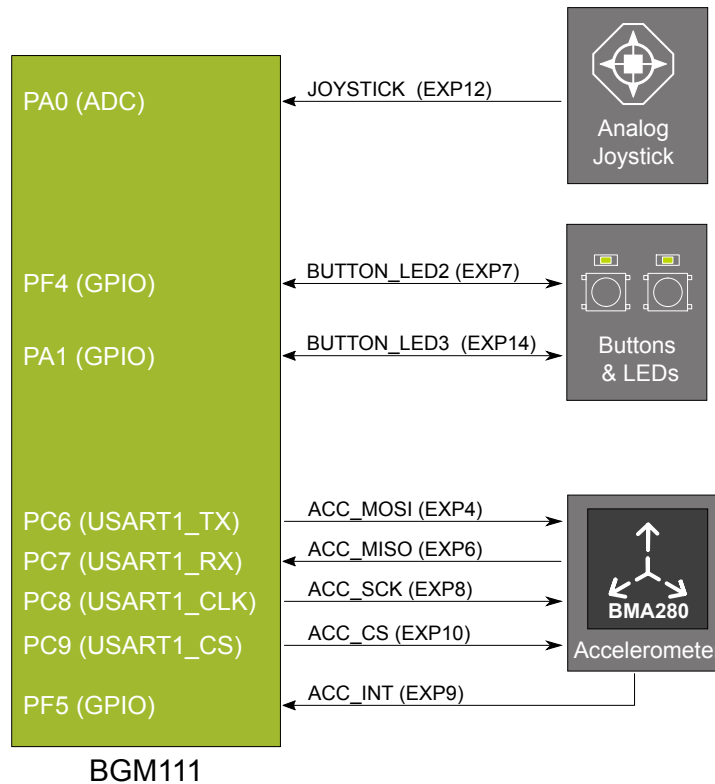 PA0 (ADC)
JOYSTICK (EXP12)
Analog
Joystick
PF4 (GPIO)
BUTTON_LED2 (EXP7)
PA1 (GPIO)
BUTTON_LED3 (EXP14)
Buttons
& LEDs
PC6 (USART1_TX)
ACC_MOSI (EXP4)
PC7 (USART1_RX)
ACC_MISO (EXP6)
PC8 (USART1_CLK)
ACC_SCK (EXP8)
PC9 (USART1_CS)
ACC_CS (EXP10)
BMA280
Acceleromete
PF5 (GPIO)
ACC_INT (EXP9)
BGM111